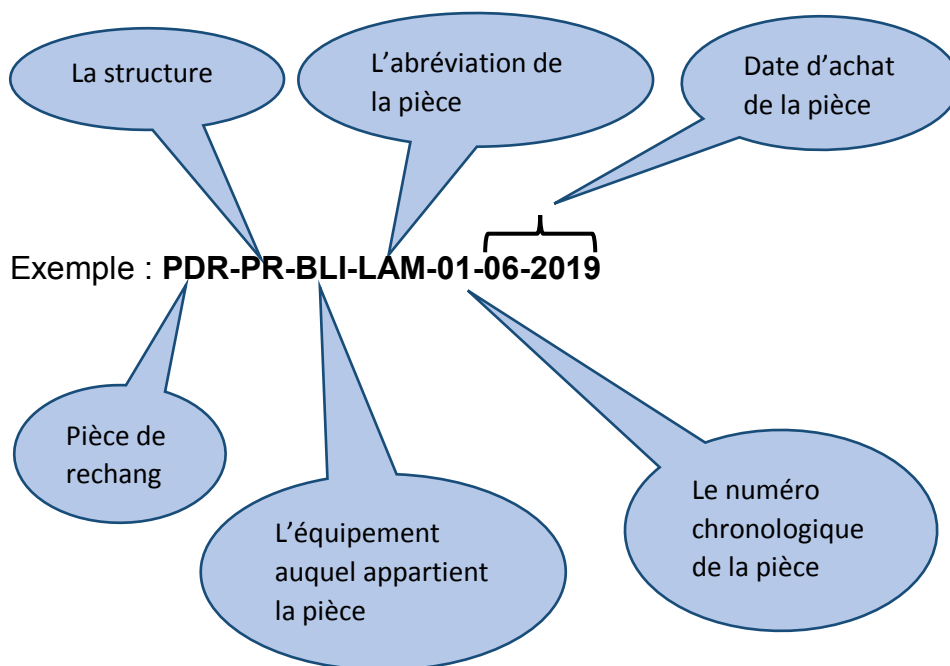 La structure
L’abréviation de
la pièce
Date d’achat
de la pièce
Exemple : PDR-PR-BLI-LAM-01-06-2019
Pièce de
rechang
L’équipement
auquel appartient
la pièce
Le numéro
chronologique
de la pièce